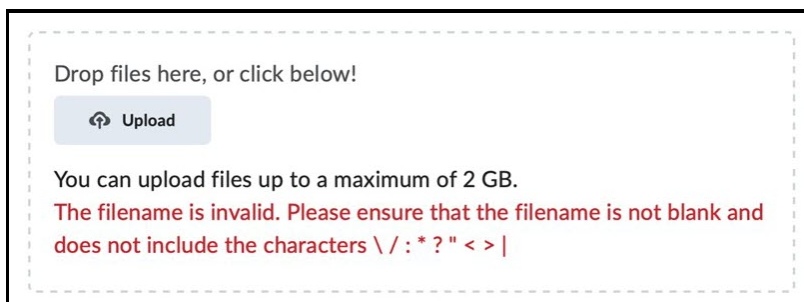 Drop files here, or click below!
Upload
You can upload files up to a maximum of 2 GB.
The filename is invalid. Please ensure that the filename is not blank and
does not include the characters \ / : * ? " < > |